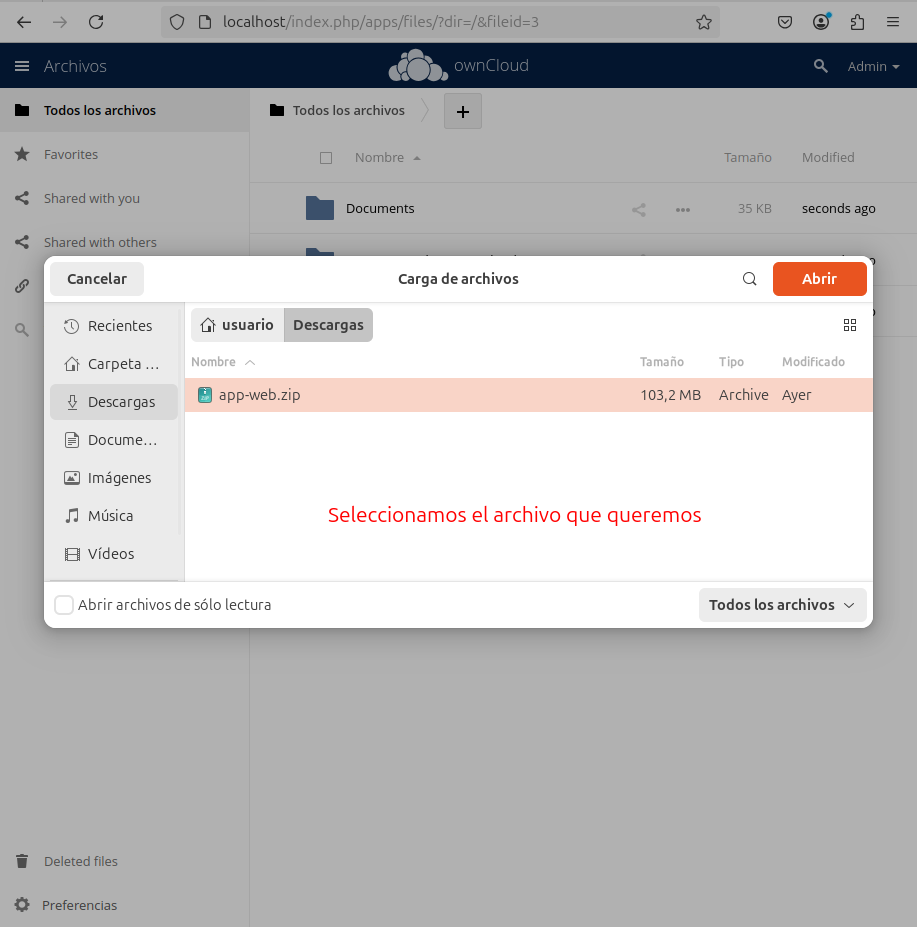 localhost/index.php/apps/files/?dir=/&fileid=3
Archivos
ownCloud
Admin
Todos los archivos
Favorites
Shared with you
Shared with others
Todos los archivos
+
Nombre Tamaño Modified
Documents 35 KB seconds ago
Cancelar Carga de archivos Abrir
Recientes
Carpeta ...
Descargas
Docume...
Imágenes
Música
Vídeos
usuario Descargas
Nombre Tamaño Tipo Modificado
app-web.zip 103,2 MB Archive Ayer
Seleccionamos el archivo que queremos
Abrir archivos de sólo lectura
Todos los archivos
Deleted files
Preferencias